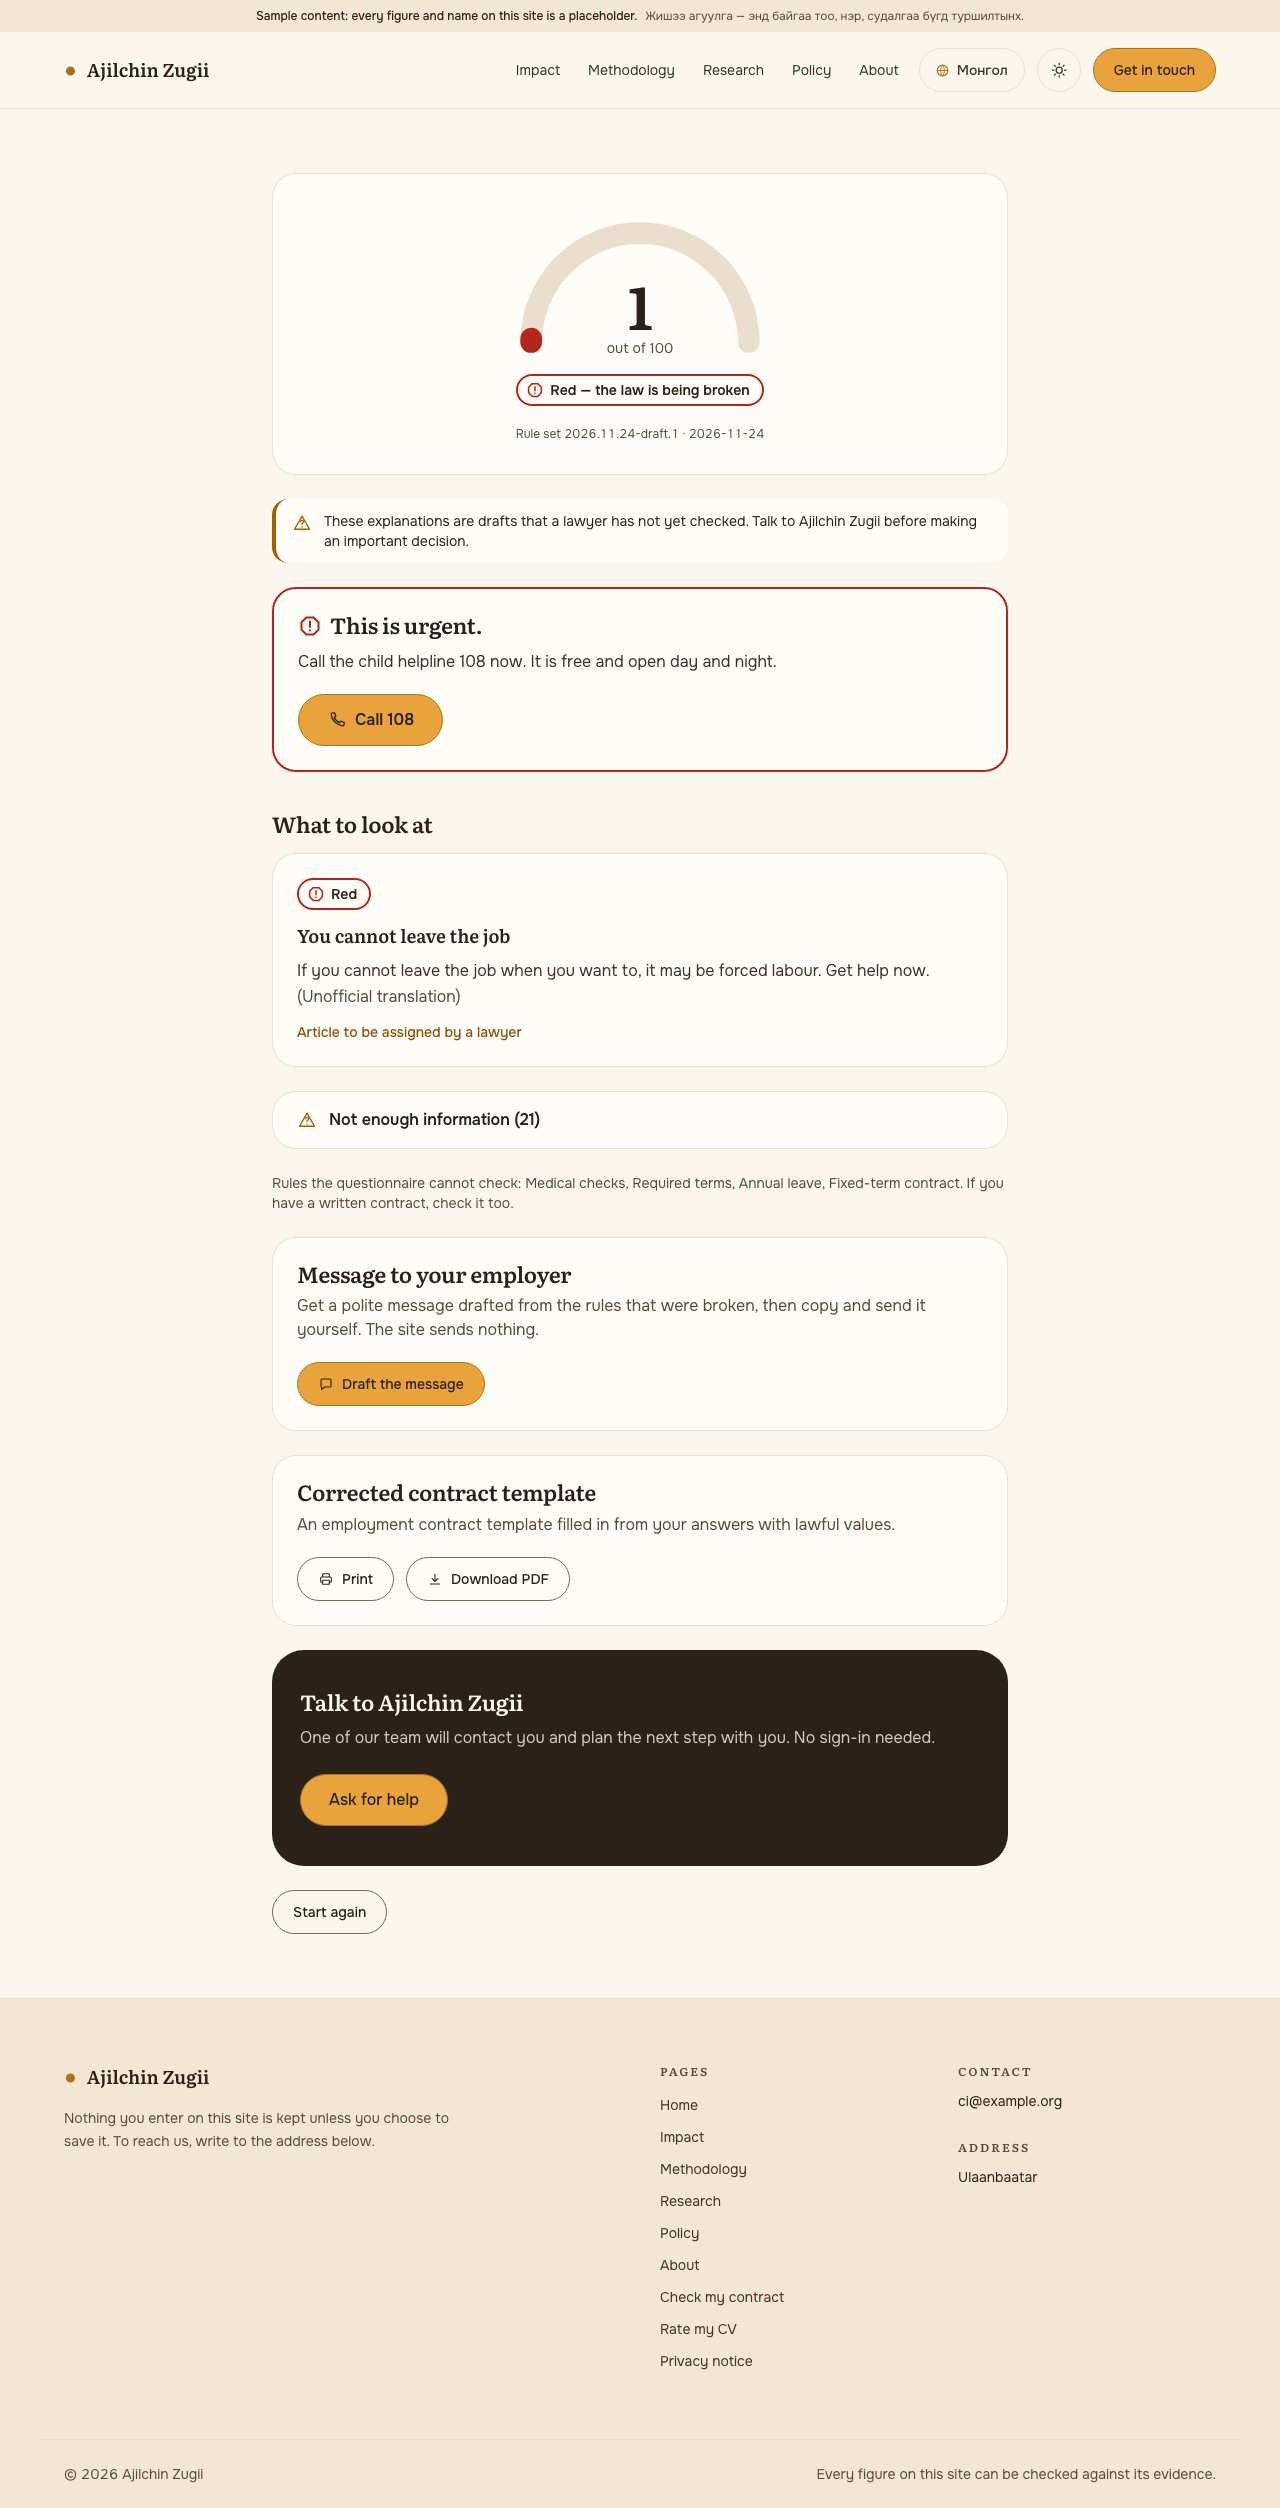 Sample content: every figure and name on this site is a placeholder. Жишээ агуулга — энд байгаа тоо, нэр, судалгаа бүгд туршилтынх.
Ajilchin Zugii
Impact Methodology Research Policy About Монгол Get in touch
1
out of 100
Red — the law is being broken
Rule set 2026.11.24-draft.1 · 2026-11-24
These explanations are drafts that a lawyer has not yet checked. Talk to Ajilchin Zugii before making
an important decision.
This is urgent.
Call the child helpline 108 now. It is free and open day and night.
Call 108
What to look at
Red
You cannot leave the job
If you cannot leave the job when you want to, it may be forced labour. Get help now.
(Unofficial translation)
Article to be assigned by a lawyer
Not enough information (21)
Rules the questionnaire cannot check: Medical checks, Required terms, Annual leave, Fixed-term contract. If you
have a written contract, check it too.
Message to your employer
Get a polite message drafted from the rules that were broken, then copy and send it
yourself. The site sends nothing.
Draft the message
Corrected contract template
An employment contract template filled in from your answers with lawful values.
Print Download PDF
Talk to Ajilchin Zugii
One of our team will contact you and plan the next step with you. No sign-in needed.
Ask for help
Start again
Ajilchin Zugii
Nothing you enter on this site is kept unless you choose to
save it. To reach us, write to the address below.
PAGES
Home
Impact
Methodology
Research
Policy
About
Check my contract
Rate my CV
Privacy notice
CONTACT
ci@example.org
ADDRESS
Ulaanbaatar
© 2026 Ajilchin Zugii
Every figure on this site can be checked against its evidence.